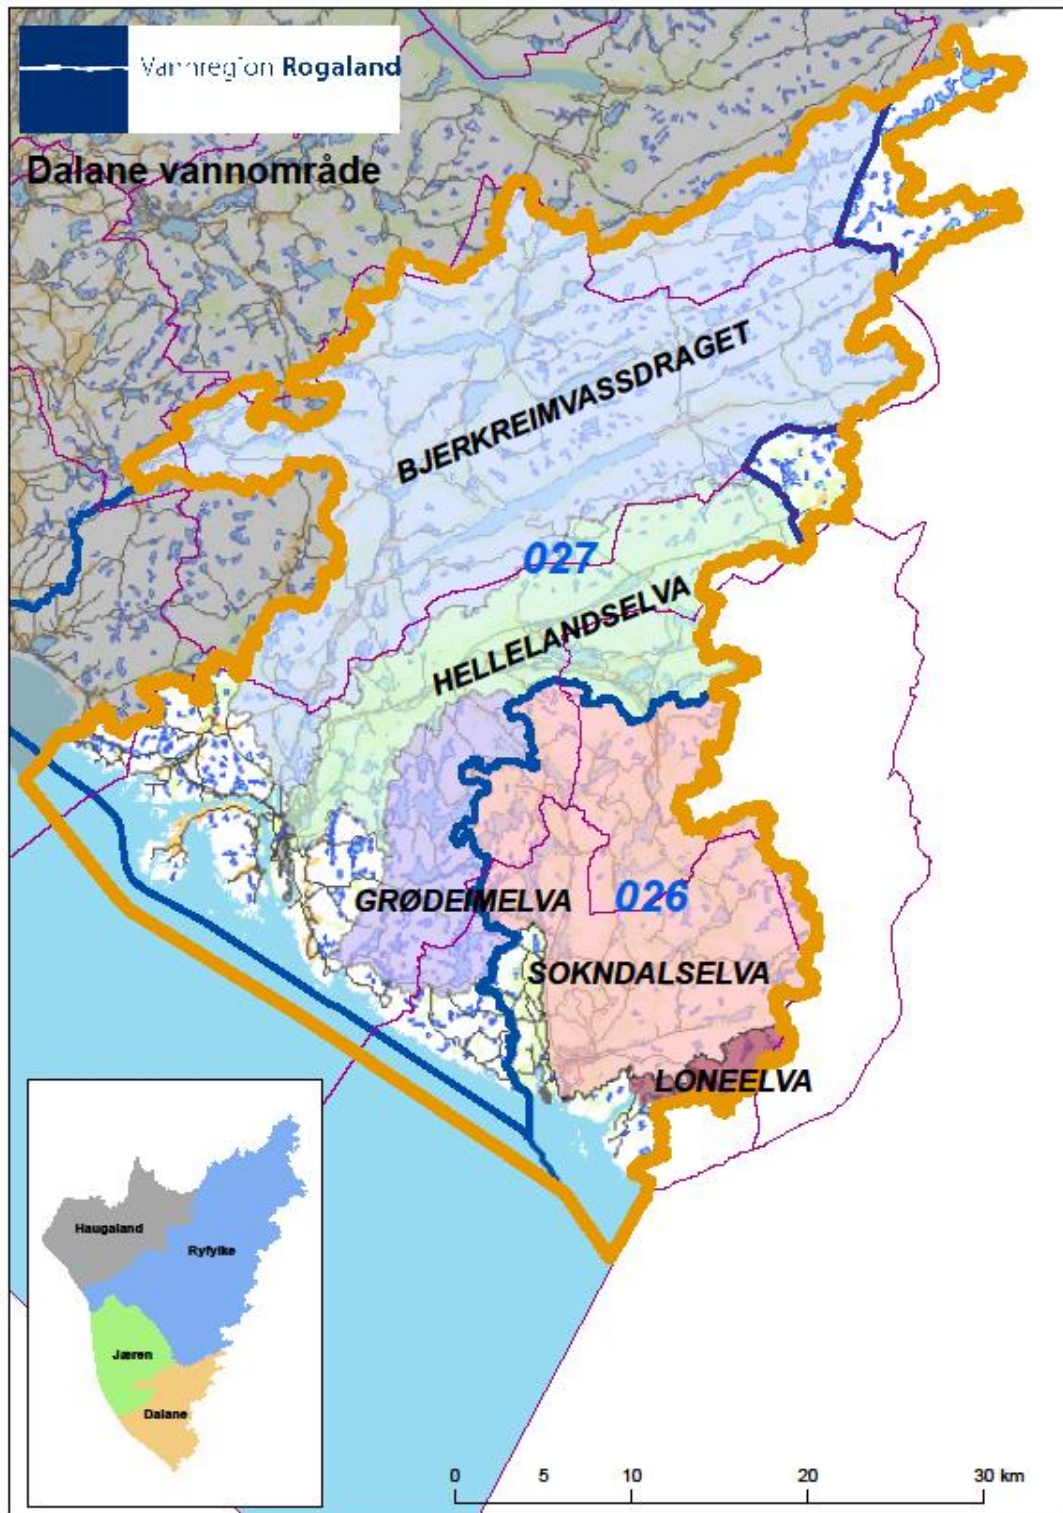 Vannregion Rogaland
Dalane vannområde
BJERKREIMVASSDRAGET
027
HELLELANDSELVA
GRØDEIMELVA
026
SOKNDALSELVA
LONEELVA
Haugaland
Ryfylke
Jæren
Dalane
0 5 10 20 30 km